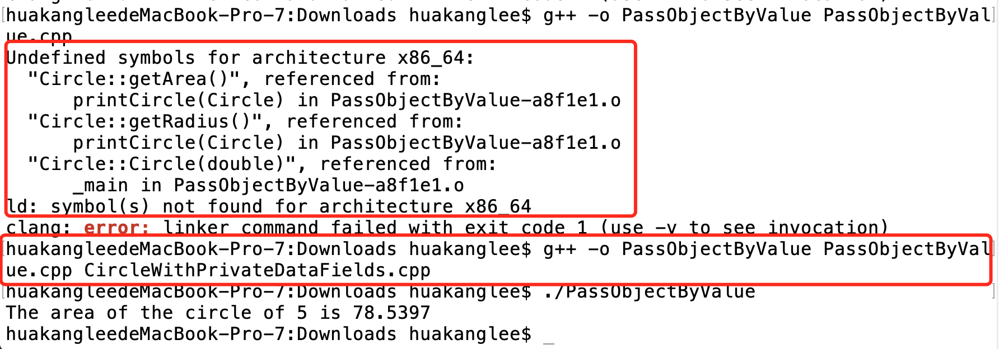 huakangleedeMacBook-Pro-7:Downloads huakanglee$ g++ -o PassObjectByValue PassObjectByVal
ue.cpp
Undefined symbols for architecture x86_64:
  "Circle::getArea()", referenced from:
      printCircle(Circle) in PassObjectByValue-a8f1e1.o
  "Circle::getRadius()", referenced from:
      printCircle(Circle) in PassObjectByValue-a8f1e1.o
  "Circle::Circle(double)", referenced from:
      _main in PassObjectByValue-a8f1e1.o
ld: symbol(s) not found for architecture x86_64
clang: error: linker command failed with exit code 1 (use -v to see invocation)
huakangleedeMacBook-Pro-7:Downloads huakanglee$ g++ -o PassObjectByValue PassObjectByVal
ue.cpp CircleWithPrivateDataFields.cpp
huakangleedeMacBook-Pro-7:Downloads huakanglee$ ./PassObjectByValue
The area of the circle of 5 is 78.5397
huakangleedeMacBook-Pro-7:Downloads huakanglee$ _